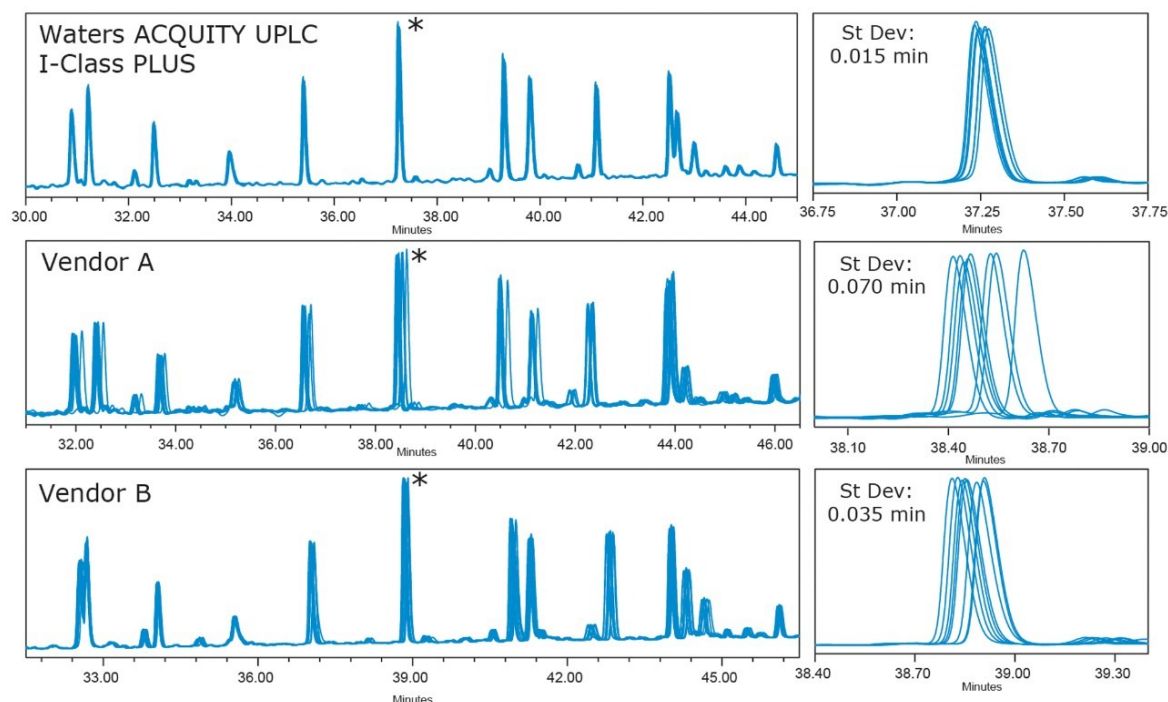 Waters ACQUITY UPLC
I-Class PLUS
*
30.00 32.00 34.00 36.00 38.00 40.00 42.00 44.00
Minutes
St Dev:
0.015 min
36.75 37.00 37.25 37.50 37.75
Minutes
Vendor A
*
32.00 34.00 36.00 38.00 40.00 42.00 44.00 46.00
Minutes
St Dev:
0.070 min
38.10 38.40 38.70 39.00
Minutes
Vendor B
*
33.00 36.00 39.00 42.00 45.00
Minutes
St Dev:
0.035 min
38.40 38.70 39.00 39.30
Minutes